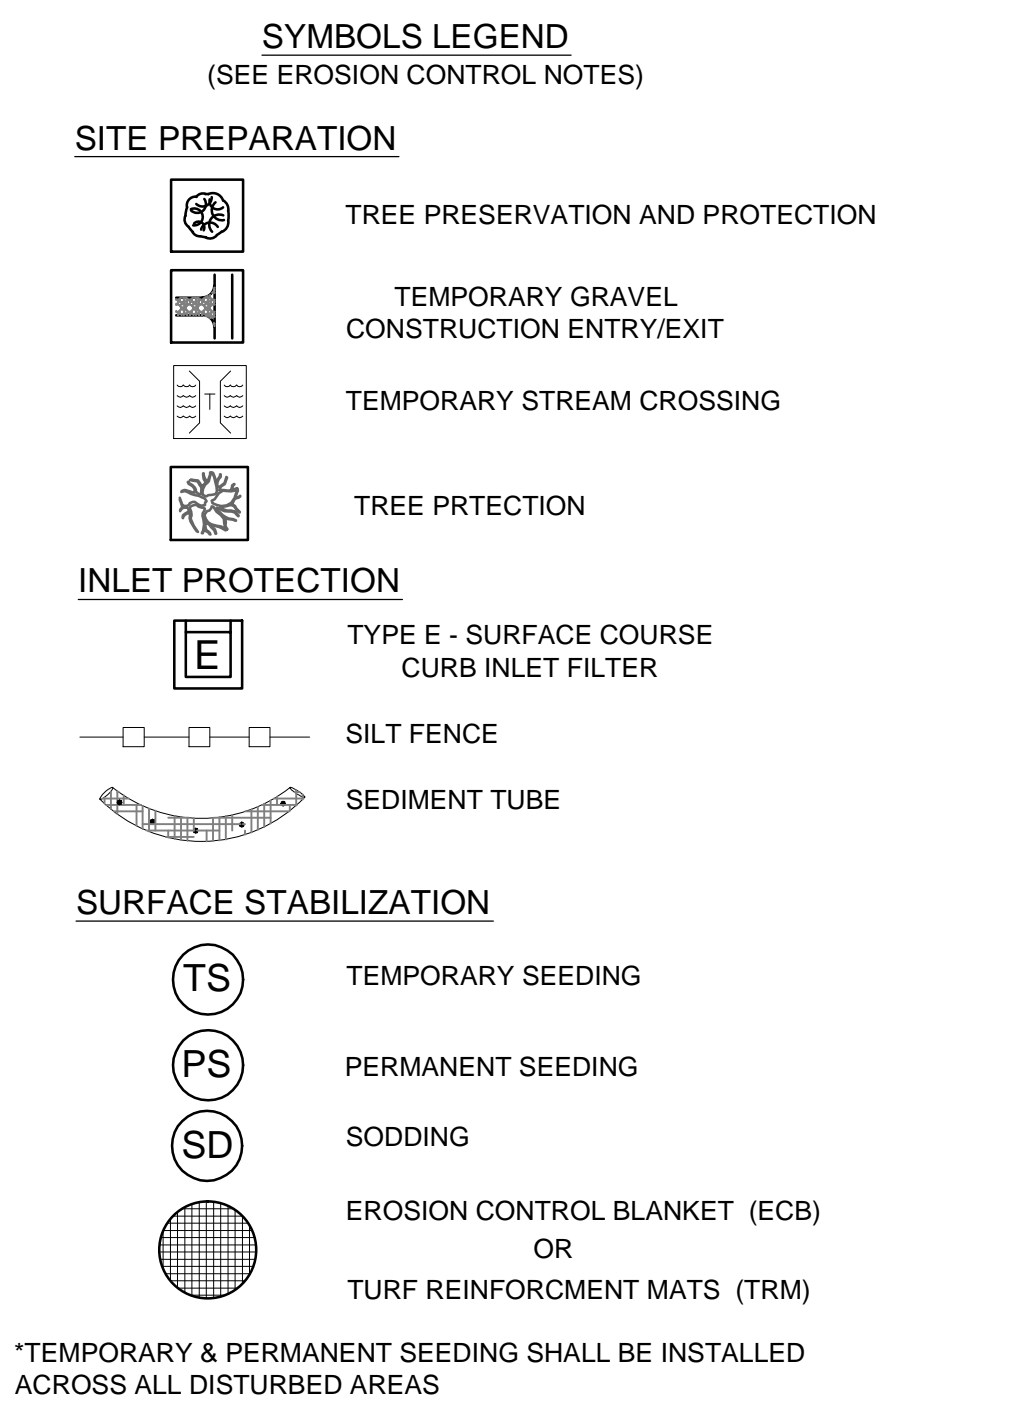 SYMBOLS LEGEND
(SEE EROSION CONTROL NOTES)
SITE PREPARATION
TREE PRESERVATION AND PROTECTION
TEMPORARY GRAVEL
CONSTRUCTION ENTRY/EXIT
T
TEMPORARY STREAM CROSSING
TREE PRTECTION
INLET PROTECTION
E
TYPE E - SURFACE COURSE
CURB INLET FILTER
SILT FENCE
SEDIMENT TUBE
SURFACE STABILIZATION
TS
TEMPORARY SEEDING
PS
PERMANENT SEEDING
SD
SODDING
EROSION CONTROL BLANKET (ECB)
OR
TURF REINFORCMENT MATS (TRM)
*TEMPORARY & PERMANENT SEEDING SHALL BE INSTALLED
ACROSS ALL DISTURBED AREAS